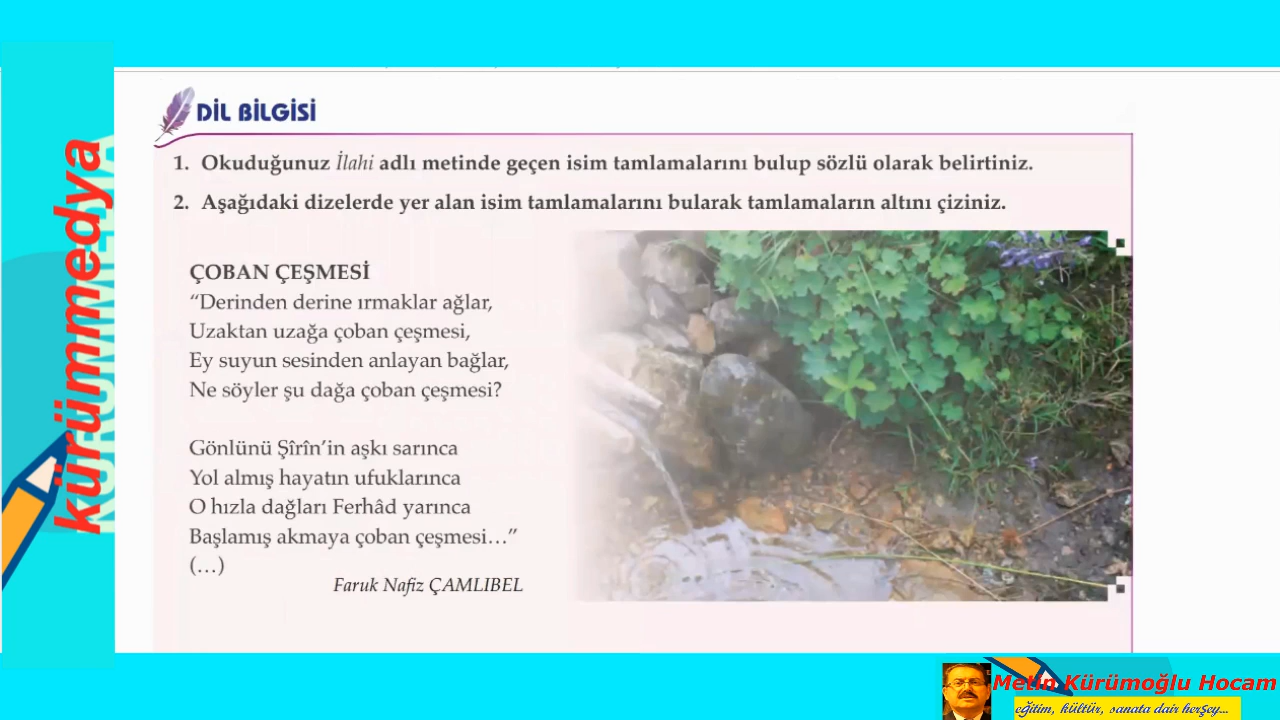 DİL BİLGİSİ
1. Okuduğunuz İlahi adlı metinde geçen isim tamlamalarını bulup sözlü olarak belirtiniz.
2. Aşağıdaki dizelerde yer alan isim tamlamalarını bularak tamlamaların altını çiziniz.
ÇOBAN ÇEŞMESİ
“Derinden derine ırmaklar ağlar,
Uzaktan uzağa çoban çeşmesi,
Ey suyun sesinden anlayan bağlar,
Ne söyler şu dağa çoban çeşmesi?
Gönlünü Şîrîn’in aşkı sarınca
Yol almış hayatın ufuklarınca
O hızla dağları Ferhâd yarınca
Başlamış akmaya çoban çeşmesi…”
(…)
Faruk Nafiz ÇAMLIBEL
kürümmedya
Metin Kürümoğlu Hocam
eğitim, kültür, sanata dair herşey...